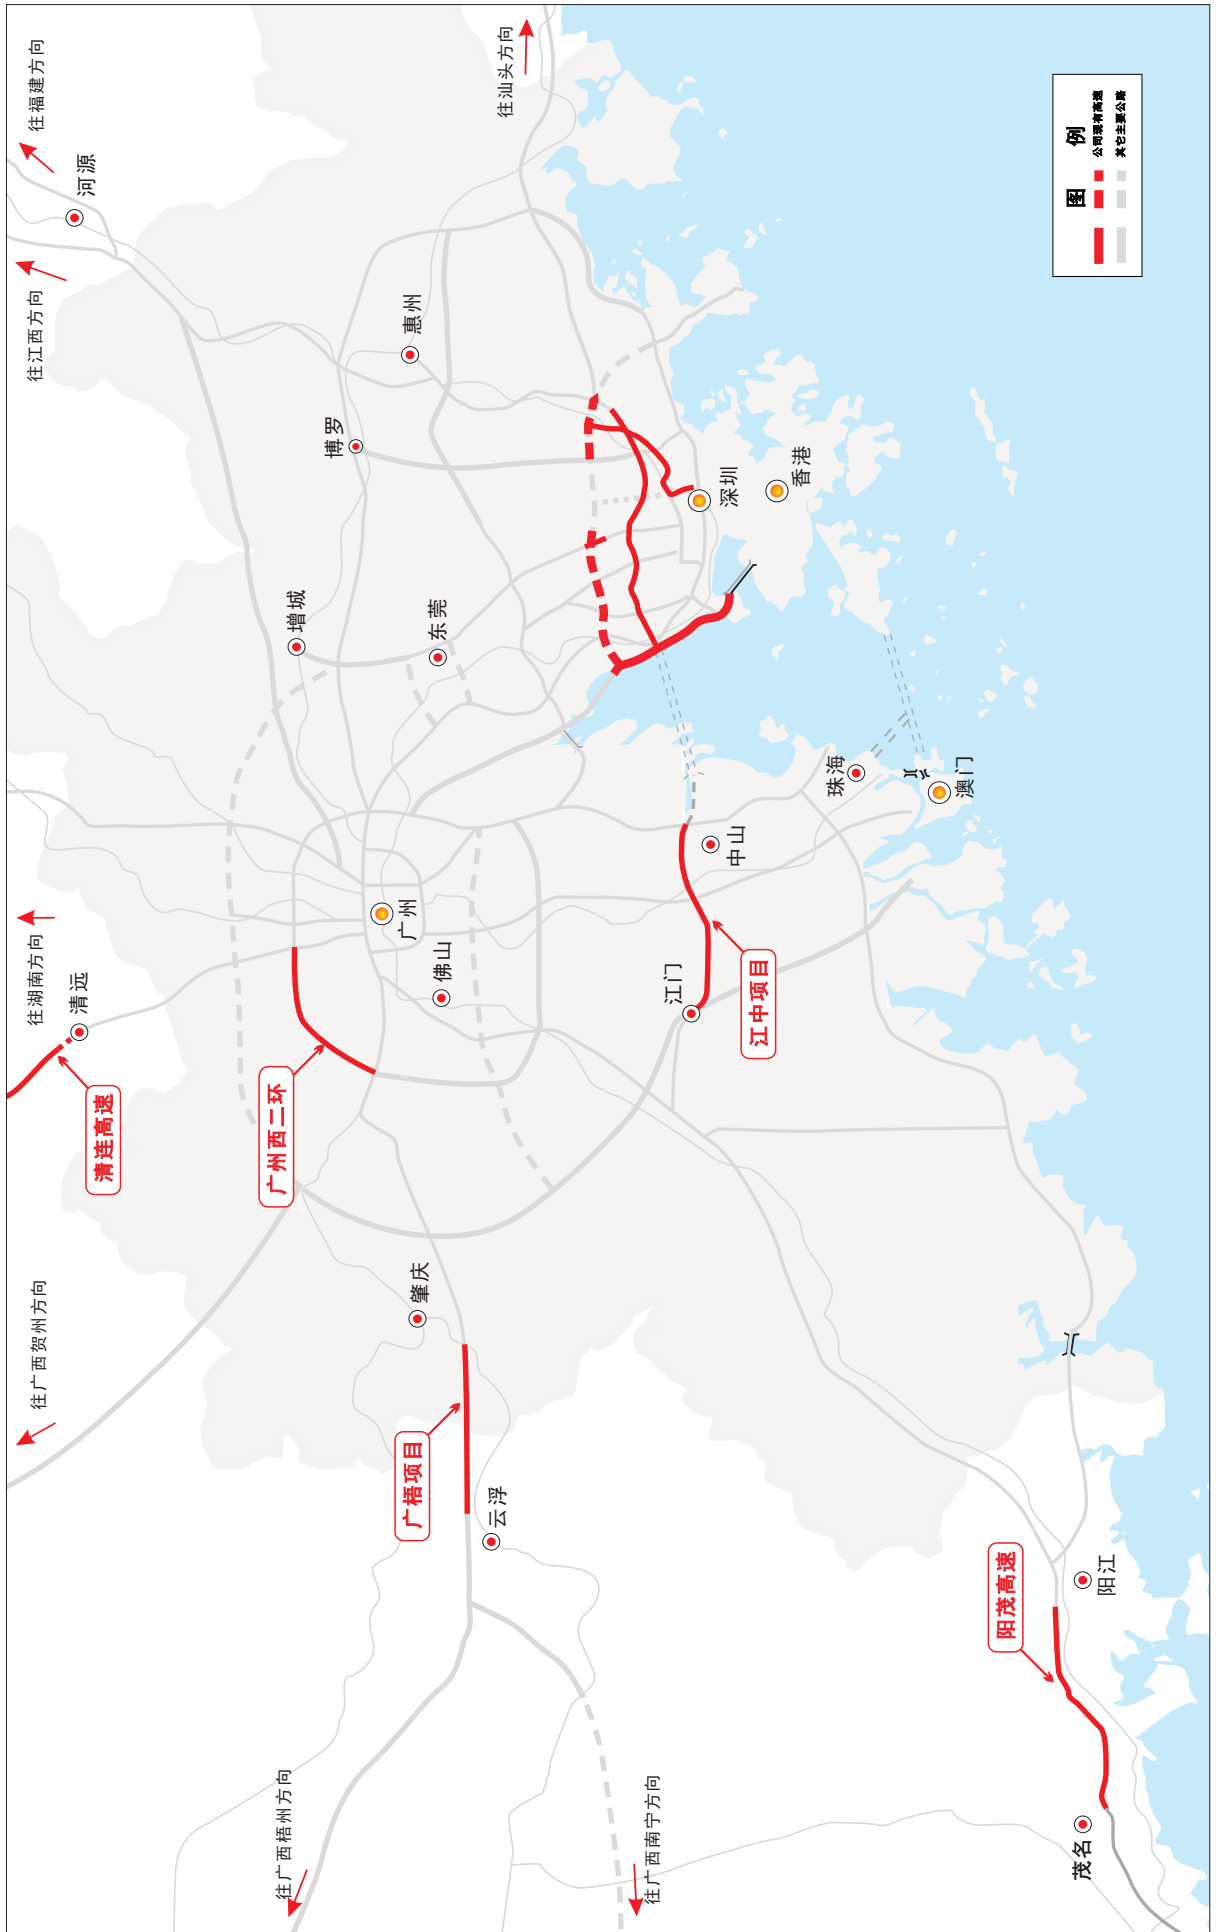 往广西梧州方向
往广西南宁方向
茂名
阳茂高速
阳江
云浮
广梧项目
往广西贺州方向
肇庆
清连高速
广州西二环
清远
往湖南方向
佛山
广州
江门
江中项目
中山
珠海
澳门
增城
东莞
博罗
惠州
深圳
香港
往江西方向
河源
往福建方向
往汕头方向
图 例
公司现有高速
其它主要公路